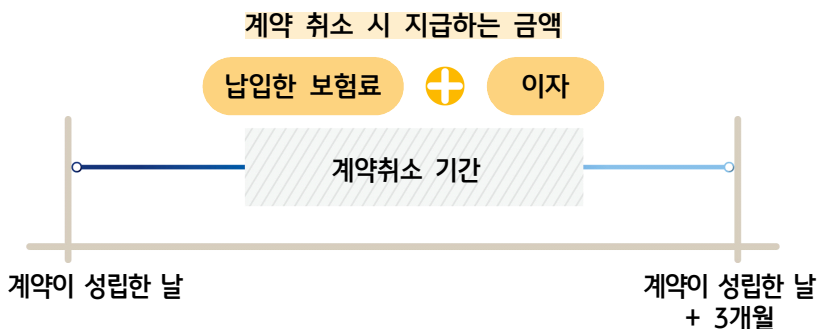 계약 취소 시 지급하는 금액
납입한 보험료 + 이자
계약취소 기간
계약이 성립한 날
계약이 성립한 날
+ 3개월